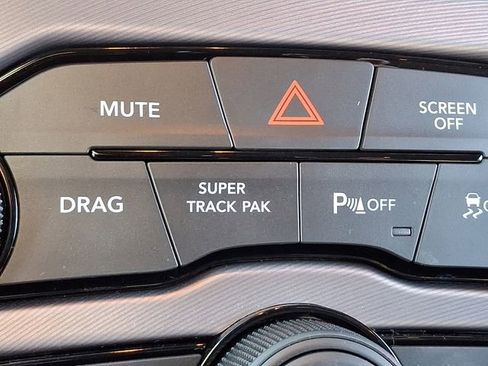 MUTE
SCREEN
OFF
DRAG
SUPER
TRACK PAK
P OFF